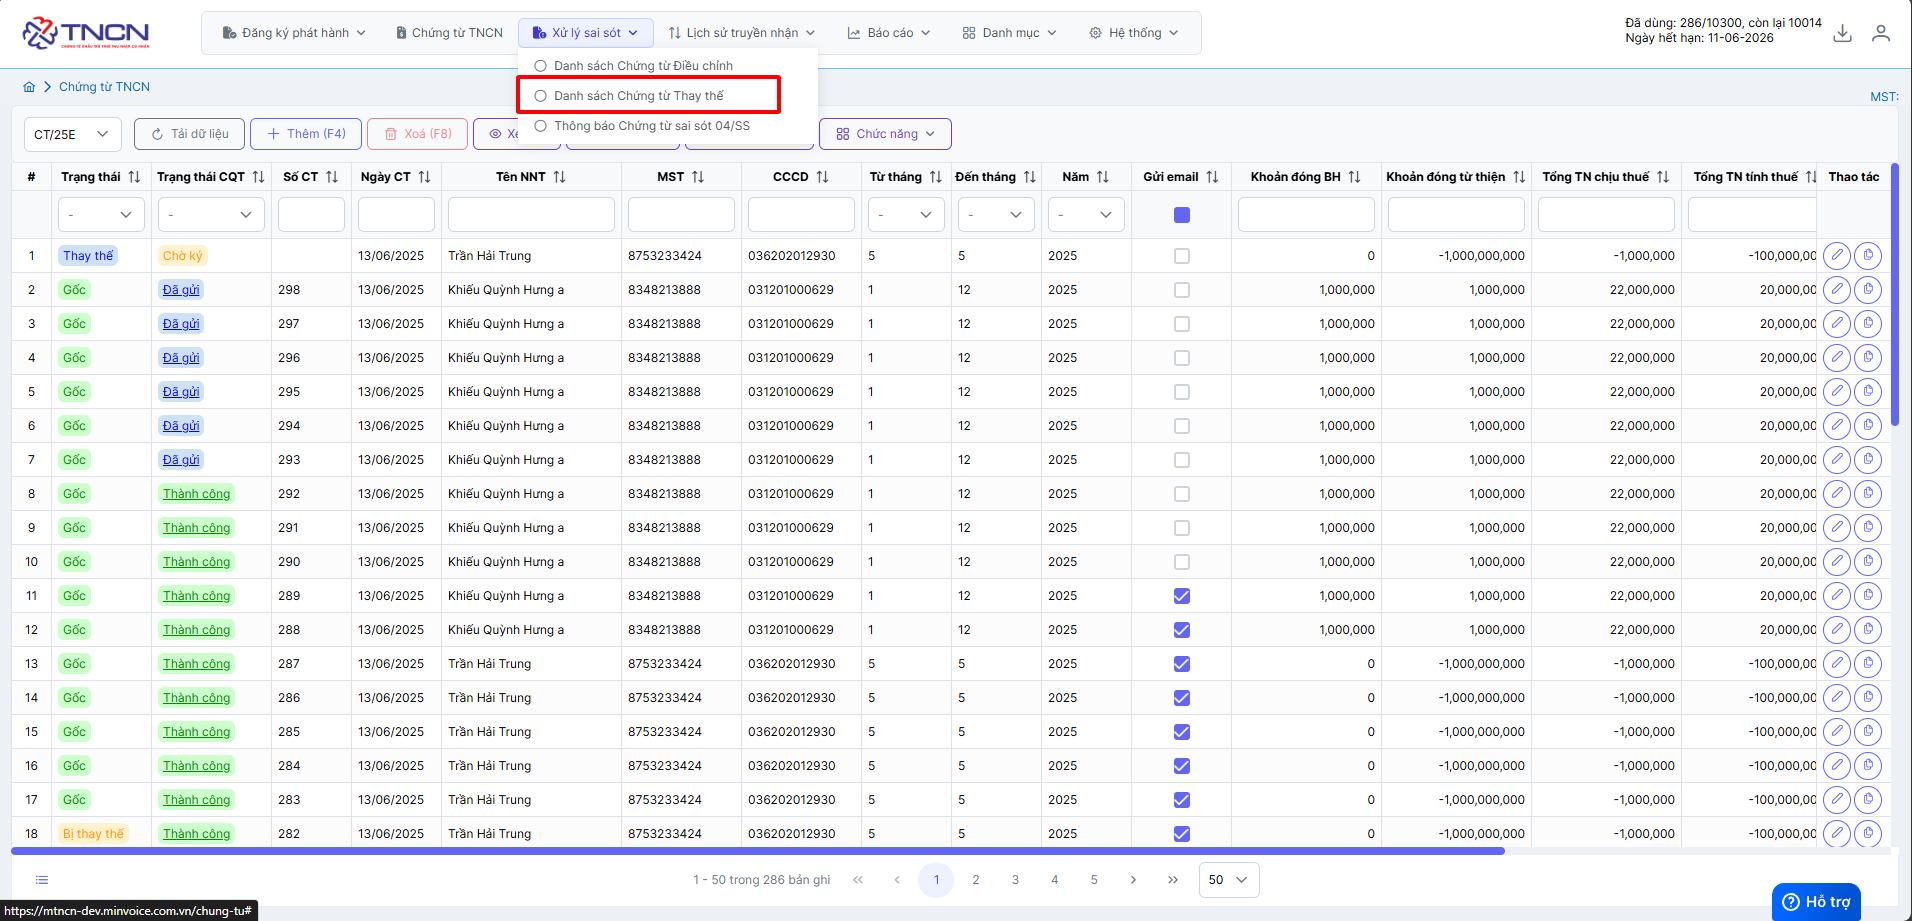 TNCN
CHỨNG TỪ KHẤU TRỪ THUẾ THU NHẬP CÁ NHÂN
Đăng ký phát hành
Chứng từ TNCN
Xử lý sai sót
Lịch sử truyền nhận
Báo cáo
Danh mục
Hệ thống
Đã dùng: 286/10300, còn lại 10014
Ngày hết hạn: 11-06-2026
Danh sách Chứng từ Điều chỉnh
Danh sách Chứng từ Thay thế
Thông báo Chứng từ sai sót 04/SS
Chứng từ TNCN
MST:
CT/25E
Tải dữ liệu
Thêm (F4)
Xoá (F8)
Chức năng
# Trạng thái Trạng thái CQT Số CT Ngày CT Tên NNT MST CCCD Từ tháng Đến tháng Năm Gửi email Khoản đóng BH Khoản đóng từ thiện Tổng TN chịu thuế Tổng TN tính thuế Thao tác
- - - - -
1 Thay thế Chờ ký 13/06/2025 Trần Hải Trung 8753233424 036202012930 5 5 2025 0 -1,000,000,000 -1,000,000 -100,000,00
2 Gốc Đã gửi 298 13/06/2025 Khiếu Quỳnh Hưng a 8348213888 031201000629 1 12 2025 1,000,000 1,000,000 22,000,000 20,000,00
3 Gốc Đã gửi 297 13/06/2025 Khiếu Quỳnh Hưng a 8348213888 031201000629 1 12 2025 1,000,000 1,000,000 22,000,000 20,000,00
4 Gốc Đã gửi 296 13/06/2025 Khiếu Quỳnh Hưng a 8348213888 031201000629 1 12 2025 1,000,000 1,000,000 22,000,000 20,000,00
5 Gốc Đã gửi 295 13/06/2025 Khiếu Quỳnh Hưng a 8348213888 031201000629 1 12 2025 1,000,000 1,000,000 22,000,000 20,000,00
6 Gốc Đã gửi 294 13/06/2025 Khiếu Quỳnh Hưng a 8348213888 031201000629 1 12 2025 1,000,000 1,000,000 22,000,000 20,000,00
7 Gốc Đã gửi 293 13/06/2025 Khiếu Quỳnh Hưng a 8348213888 031201000629 1 12 2025 1,000,000 1,000,000 22,000,000 20,000,00
8 Gốc Thành công 292 13/06/2025 Khiếu Quỳnh Hưng a 8348213888 031201000629 1 12 2025 1,000,000 1,000,000 22,000,000 20,000,00
9 Gốc Thành công 291 13/06/2025 Khiếu Quỳnh Hưng a 8348213888 031201000629 1 12 2025 1,000,000 1,000,000 22,000,000 20,000,00
10 Gốc Thành công 290 13/06/2025 Khiếu Quỳnh Hưng a 8348213888 031201000629 1 12 2025 1,000,000 1,000,000 22,000,000 20,000,00
11 Gốc Thành công 289 13/06/2025 Khiếu Quỳnh Hưng a 8348213888 031201000629 1 12 2025 1,000,000 1,000,000 22,000,000 20,000,00
12 Gốc Thành công 288 13/06/2025 Khiếu Quỳnh Hưng a 8348213888 031201000629 1 12 2025 1,000,000 1,000,000 22,000,000 20,000,00
13 Gốc Thành công 287 13/06/2025 Trần Hải Trung 8753233424 036202012930 5 5 2025 0 -1,000,000,000 -1,000,000 -100,000,00
14 Gốc Thành công 286 13/06/2025 Trần Hải Trung 8753233424 036202012930 5 5 2025 0 -1,000,000,000 -1,000,000 -100,000,00
15 Gốc Thành công 285 13/06/2025 Trần Hải Trung 8753233424 036202012930 5 5 2025 0 -1,000,000,000 -1,000,000 -100,000,00
16 Gốc Thành công 284 13/06/2025 Trần Hải Trung 8753233424 036202012930 5 5 2025 0 -1,000,000,000 -1,000,000 -100,000,00
17 Gốc Thành công 283 13/06/2025 Trần Hải Trung 8753233424 036202012930 5 5 2025 0 -1,000,000,000 -1,000,000 -100,000,00
18 Bị thay thế Thành công 282 13/06/2025 Trần Hải Trung 8753233424 036202012930 5 5 2025 0 -1,000,000,000 -1,000,000 -100,000,00
1 - 50 trong 286 bản ghi
1 2 3 4 5
50
Hỗ trợ
https://mtncn-dev.minvoice.com.vn/chung-tu#